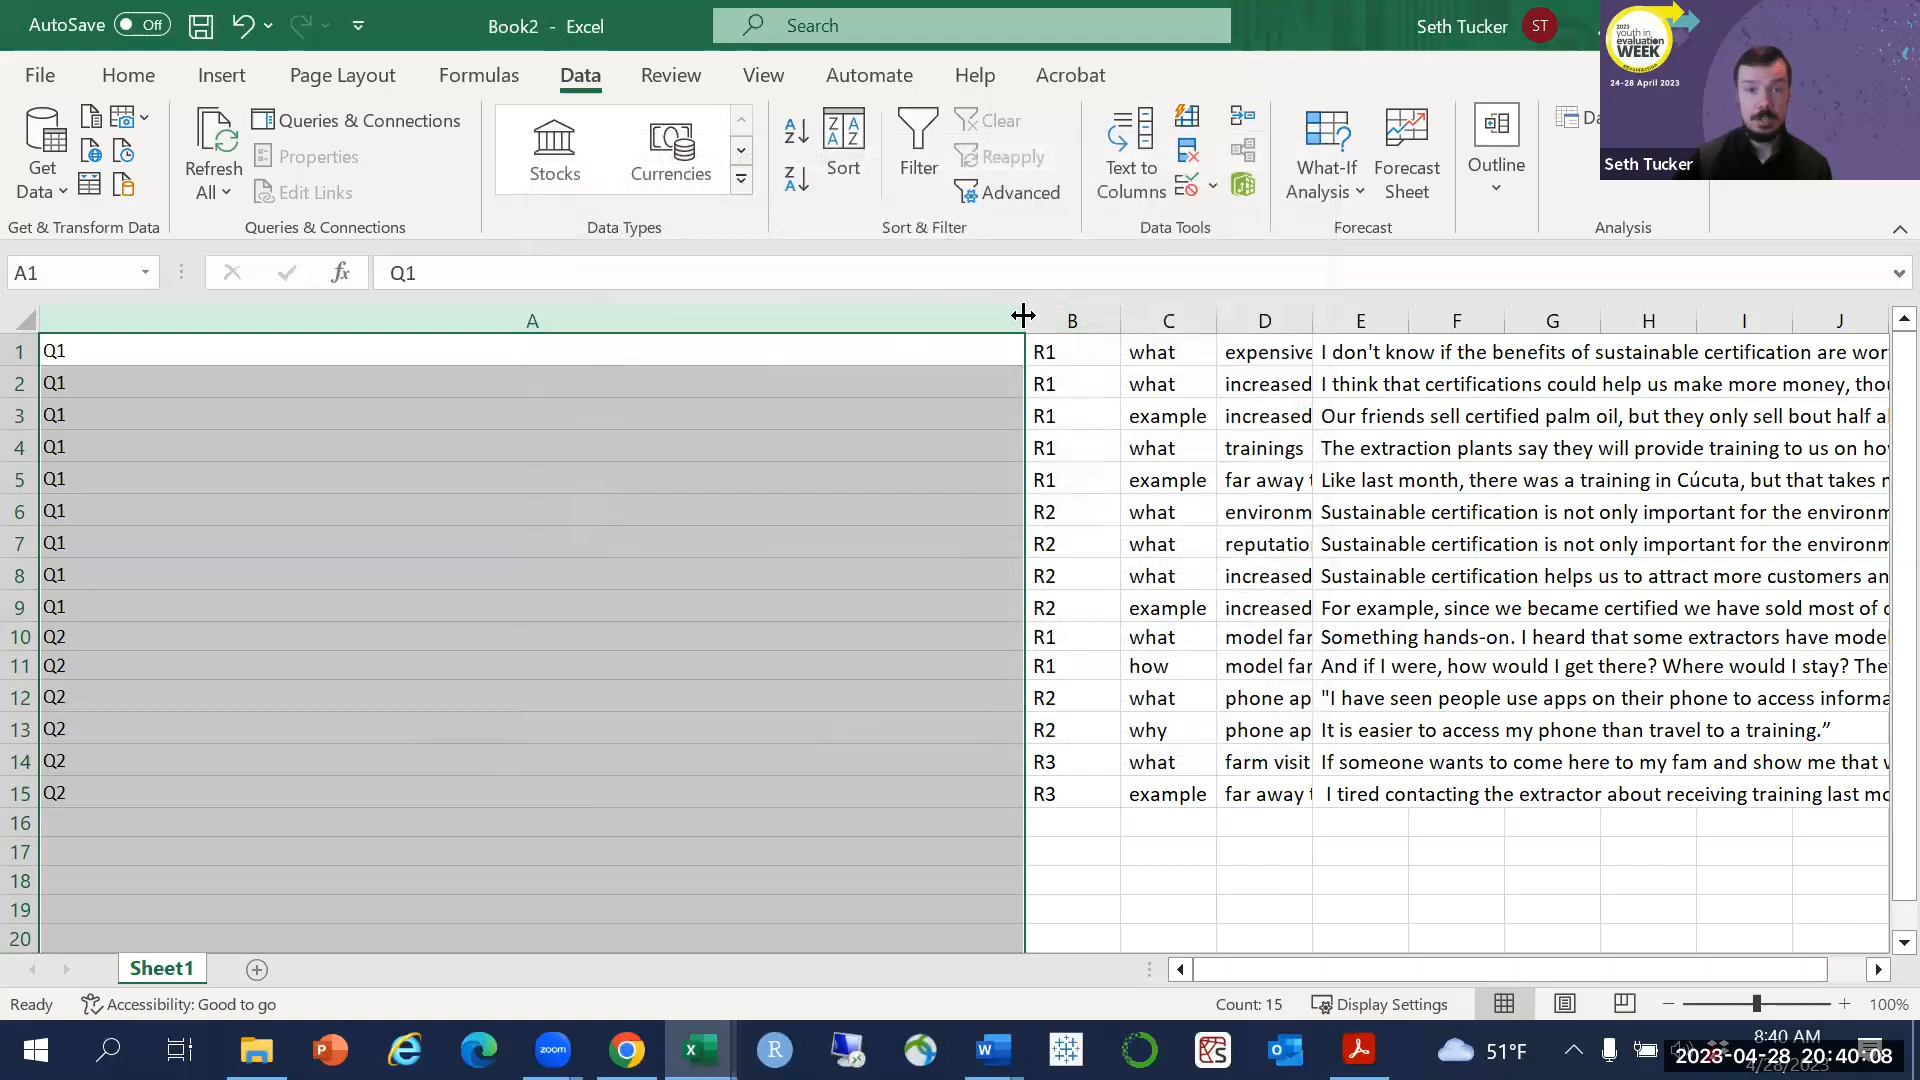 AutoSave Off Book2 - Excel Search Seth Tucker ST
2023 youth in evaluation WEEK #Eval4Action
24-28 April 2023
Seth Tucker
File Home Insert Page Layout Formulas Data Review View Automate Help Acrobat
Get Data
Refresh All
Queries & Connections
Properties
Edit Links
Stocks
Currencies
Sort
Filter
Clear
Reapply
Advanced
Text to Columns
What-If Analysis
Forecast Sheet
Outline
Get & Transform Data Queries & Connections Data Types Sort & Filter Data Tools Forecast Analysis
A1 fx Q1
A B C D E F G H I J
1 Q1 R1 what expensive I don't know if the benefits of sustainable certification are wor
2 Q1 R1 what increased I think that certifications could help us make more money, thou
3 Q1 R1 example increased Our friends sell certified palm oil, but they only sell bout half al
4 Q1 R1 what trainings The extraction plants say they will provide training to us on how
5 Q1 R1 example far away t Like last month, there was a training in Cúcuta, but that takes m
6 Q1 R2 what environm Sustainable certification is not only important for the environm
7 Q1 R2 what reputatio Sustainable certification is not only important for the environm
8 Q1 R2 what increased Sustainable certification helps us to attract more customers an
9 Q1 R2 example increased For example, since we became certified we have sold most of o
10 Q2 R1 what model far Something hands-on. I heard that some extractors have model
11 Q2 R1 how model far And if I were, how would I get there? Where would I stay? The
12 Q2 R2 what phone ap "I have seen people use apps on their phone to access informa
13 Q2 R2 why phone ap It is easier to access my phone than travel to a training.”
14 Q2 R3 what farm visit If someone wants to come here to my fam and show me that w
15 Q2 R3 example far away t I tired contacting the extractor about receiving training last mo
16
17
18
19
20
Sheet1
Ready Accessibility: Good to go Count: 15 Display Settings 100%
zoom 51°F 8:40 AM
4/28/2023
2023-04-28 20:40:08